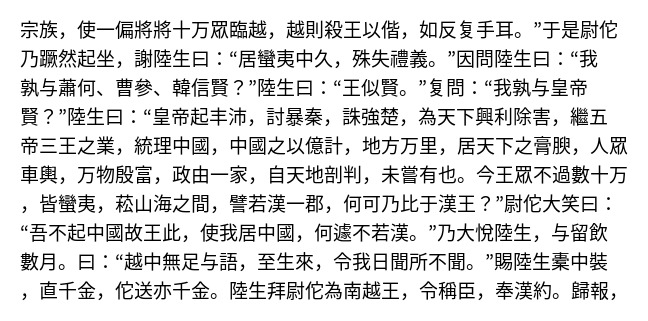 宗族，使一偏將將十万眾臨越，越則殺王以偕，如反复手耳。”于是尉佗
乃蹶然起坐，謝陸生曰：“居蠻夷中久，殊失禮義。”因問陸生曰：“我
孰与蕭何、曹參、韓信賢？”陸生曰：“王似賢。”复問：“我孰与皇帝
賢？”陸生曰：“皇帝起丰沛，討暴秦，誅強楚，為天下興利除害，繼五
帝三王之業，統理中國，中國之以億計，地方万里，居天下之膏腴，人眾
車輿，万物殷富，政由一家，自天地剖判，未嘗有也。今王眾不過數十万
，皆蠻夷，菘山海之間，譬若漢一郡，何可乃比于漢王？”尉佗大笑曰：
“吾不起中國故王此，使我居中國，何遽不若漢。”乃大悅陸生，与留飲
數月。曰：“越中無足与語，至生來，令我日聞所不聞。”賜陸生橐中裝
，直千金，佗送亦千金。陸生拜尉佗為南越王，令稱臣，奉漢約。歸報，